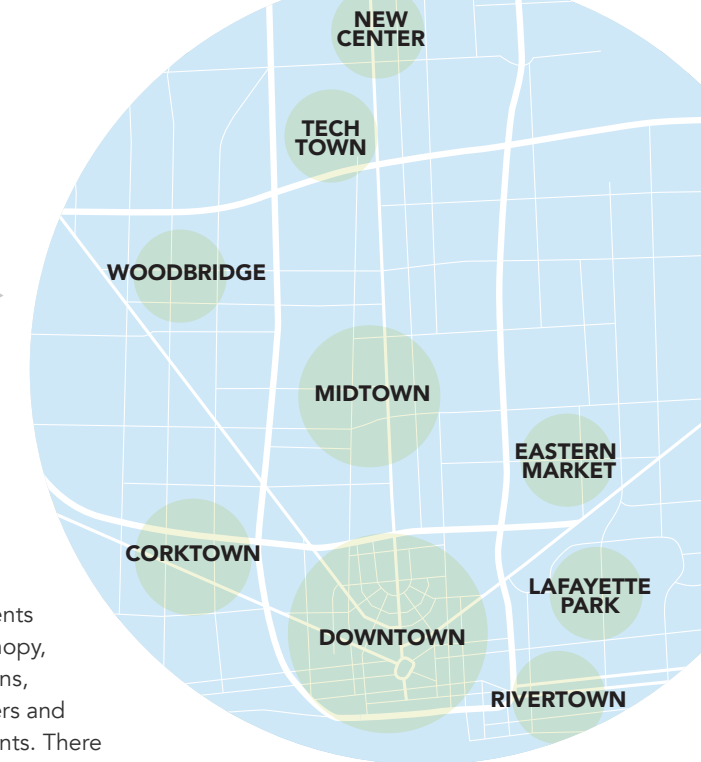 NEW
CENTER
TECH
TOWN
WOODBRIDGE
MIDTOWN
EASTERN
MARKET
CORKTOWN
LAFAYETTE
PARK
DOWNTOWN
RIVERTOWN
ents
nopy,
ns,
ers and
nts. There